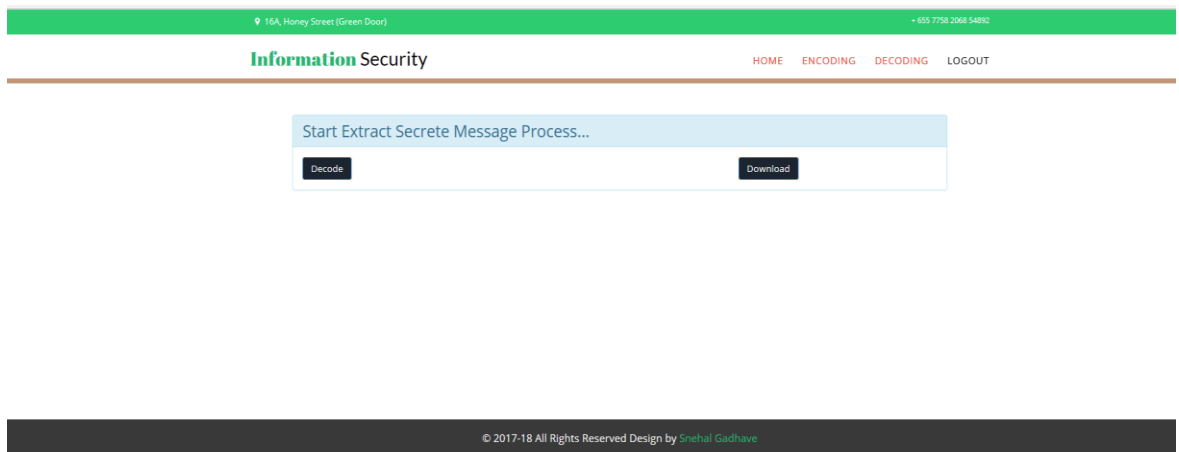 16A, Honey Street (Green Door) + 655 7758 2068 54892
Information Security HOME ENCODING DECODING LOGOUT
Start Extract Secrete Message Process...
Decode Download
© 2017-18 All Rights Reserved Design by Snehal Gadhave